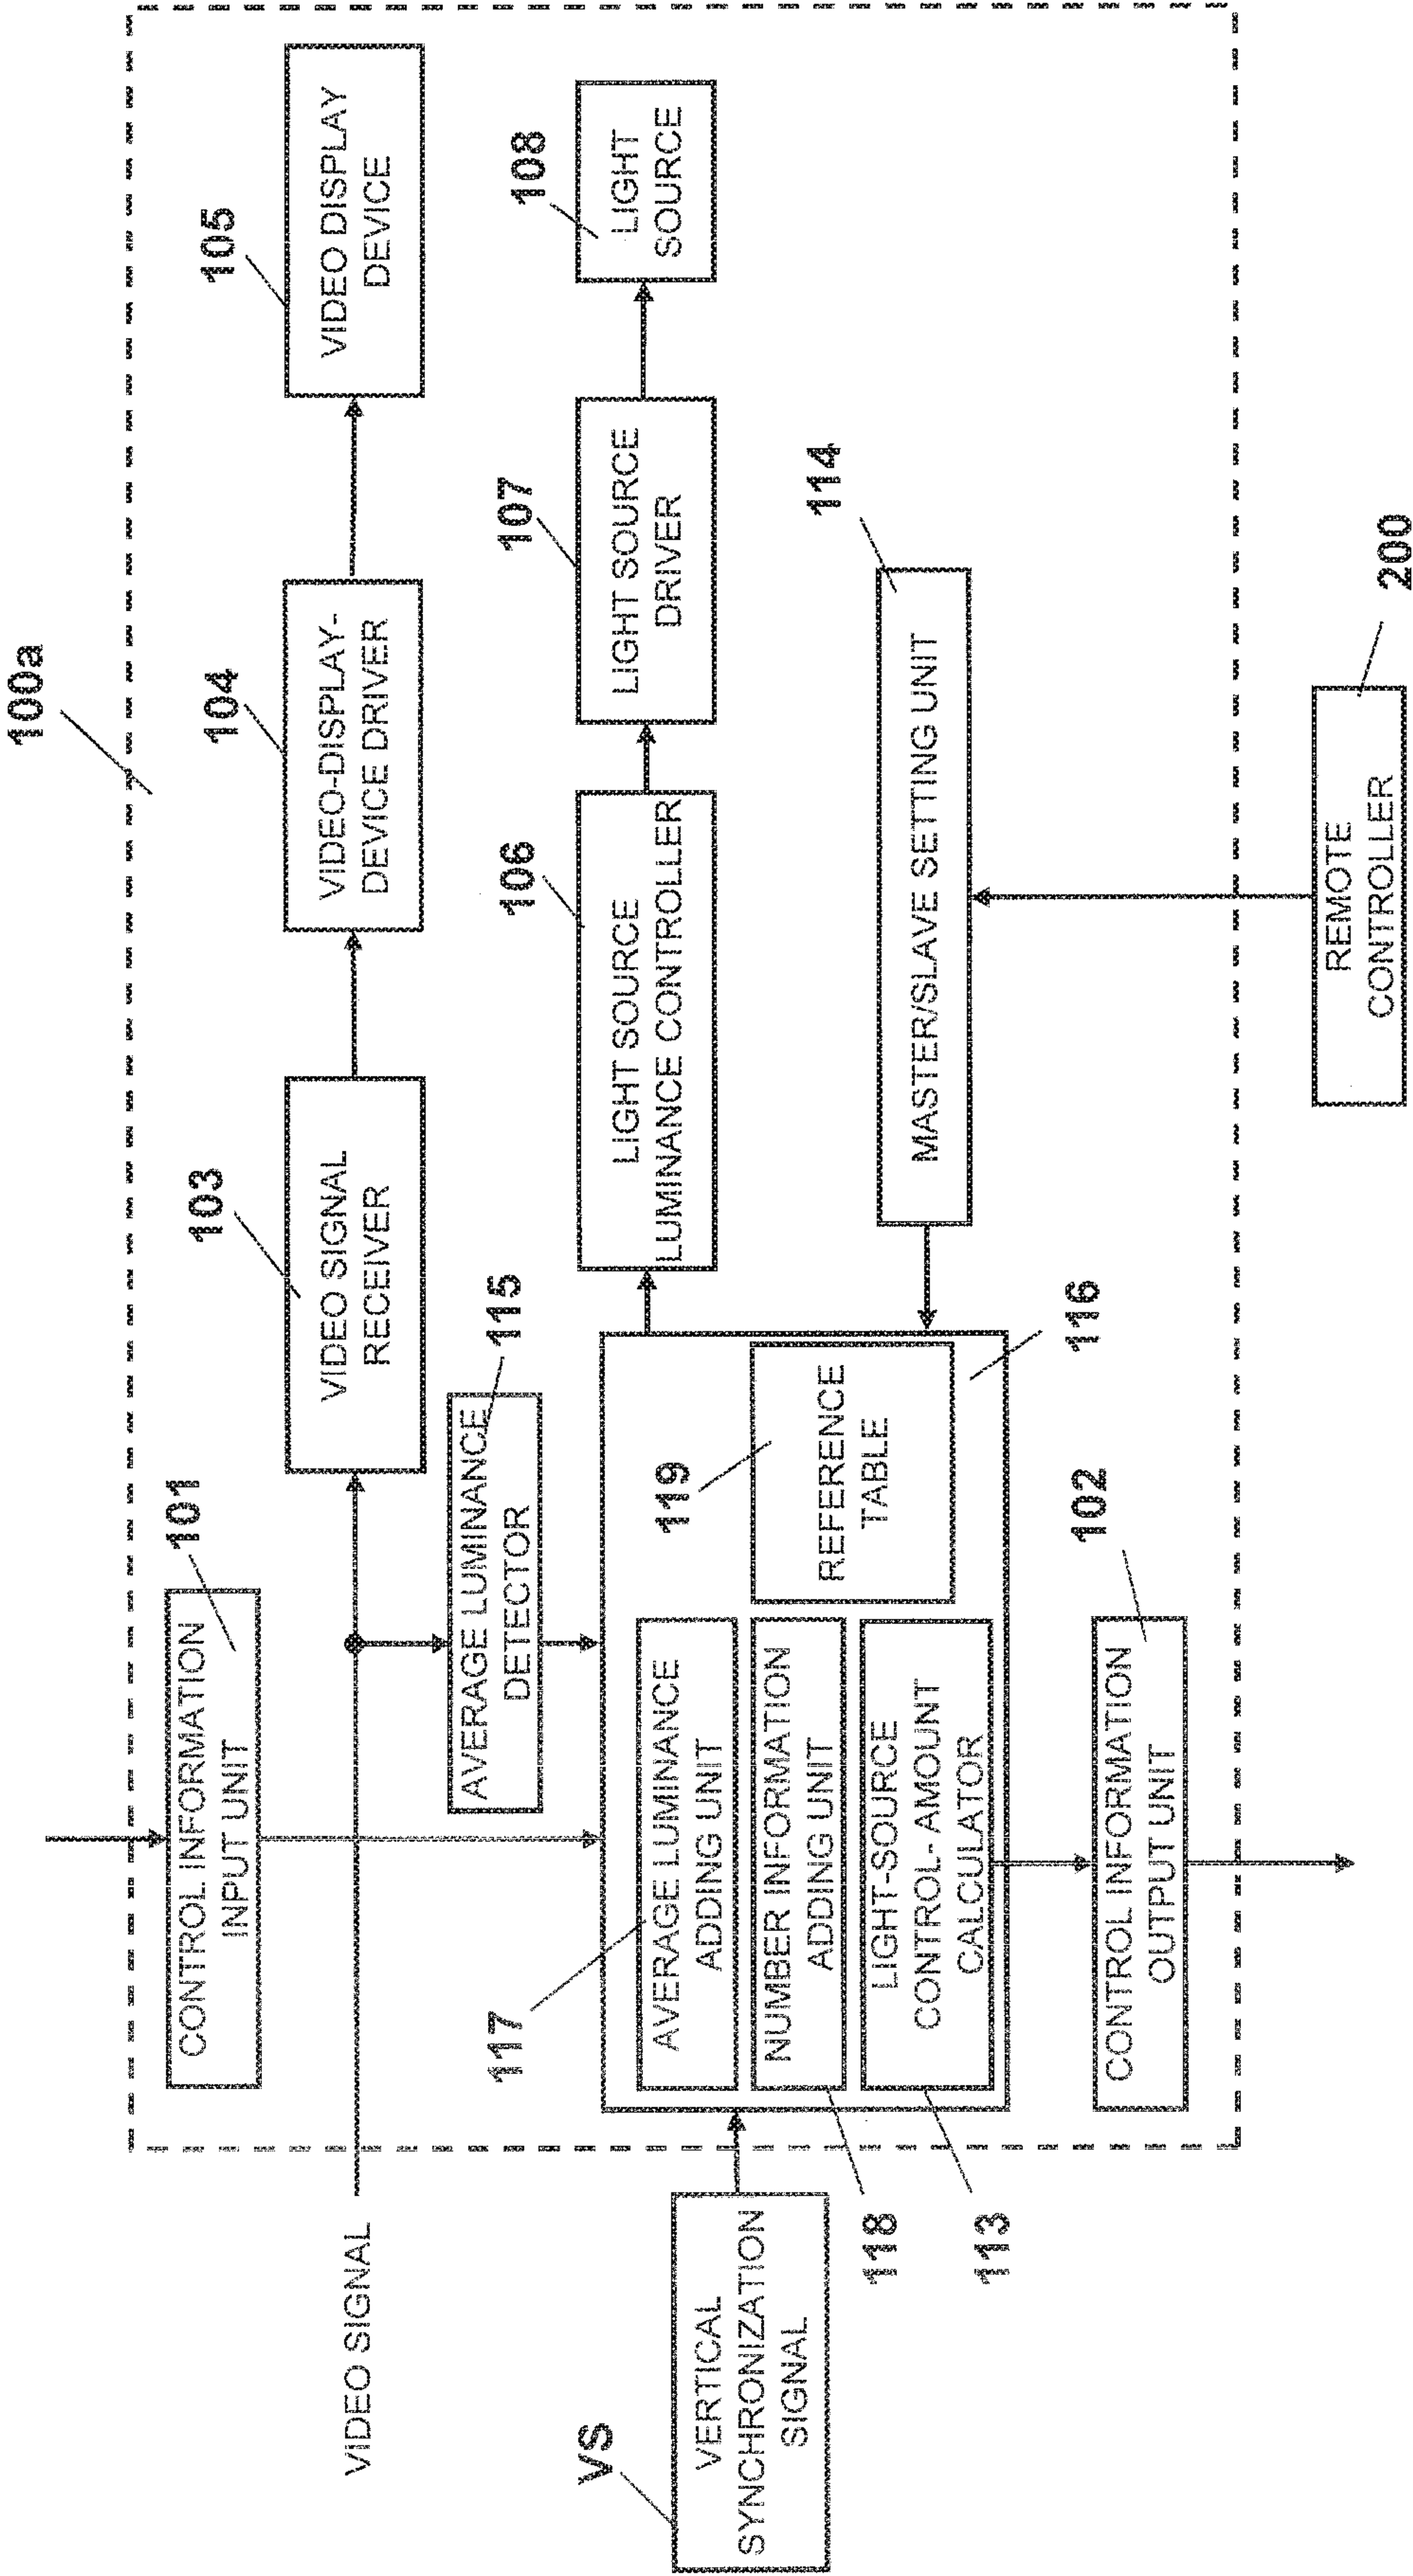 100a
101
CONTROL INFORMATION
INPUT UNIT
103
VIDEO SIGNAL
RECEIVER
104
VIDEO-DISPLAY-
DEVICE DRIVER
105
VIDEO DISPLAY
DEVICE
VIDEO SIGNAL
115
AVERAGE LUMINANCE
DETECTOR
106
LIGHT SOURCE
LUMINANCE CONTROLLER
107
LIGHT SOURCE
DRIVER
108
LIGHT
SOURCE
VS
VERTICAL
SYNCHRONIZATION
SIGNAL
117
AVERAGE LUMINANCE
ADDING UNIT
118
NUMBER INFORMATION
ADDING UNIT
113
LIGHT-SOURCE
CONTROL- AMOUNT
CALCULATOR
119
REFERENCE
TABLE
116
114
MASTER/SLAVE SETTING UNIT
102
CONTROL INFORMATION
OUTPUT UNIT
200
REMOTE
CONTROLLER